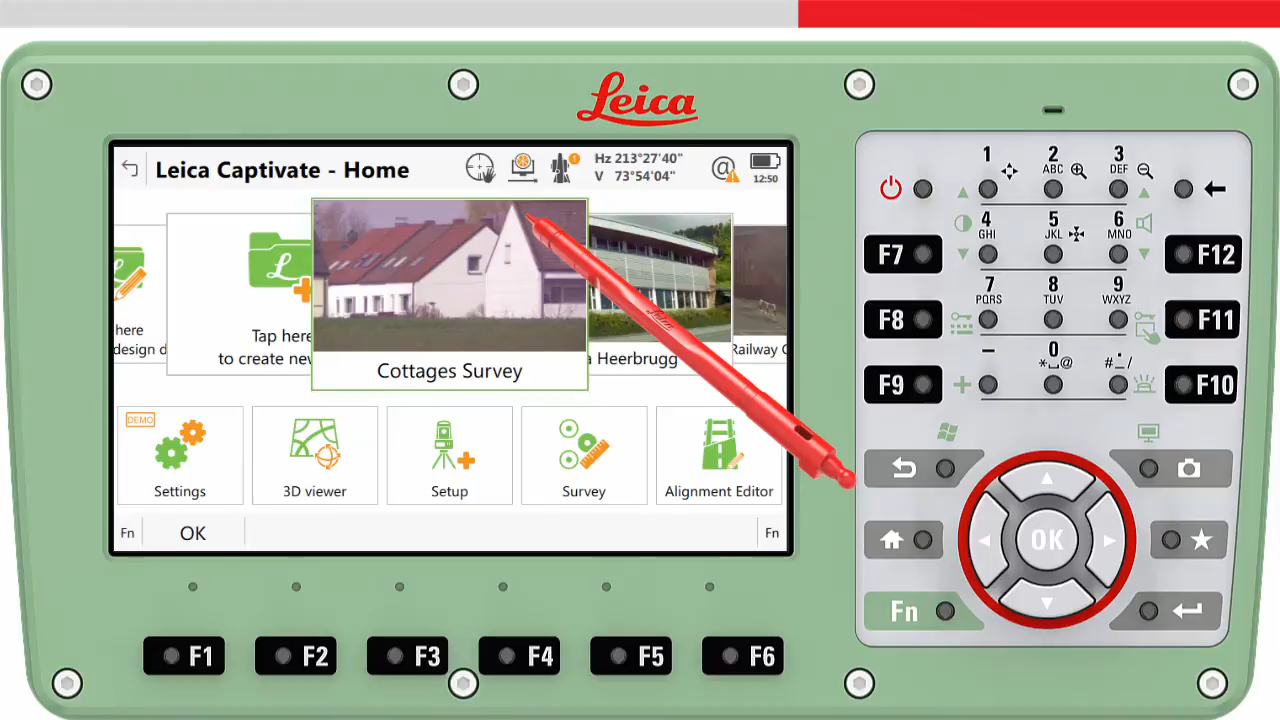 Leica
Leica Captivate - Home
Hz 213°27'40"
V 73°54'04"
@
12:50
here
design d
Tap here
to create new
Cottages Survey
a Heerbrugg
Railway C
Leica
DEMO
Settings
3D viewer
Setup
Survey
Alignment Editor
Fn
OK
Fn
F1
F2
F3
F4
F5
F6
1
2
ABC
3
DEF
4
GHI
5
JKL
6
MNO
7
PQRS
8
TUV
9
WXYZ
–
0
*⎵@
#./
F7
F12
F8
F11
F9
F10
OK
Fn